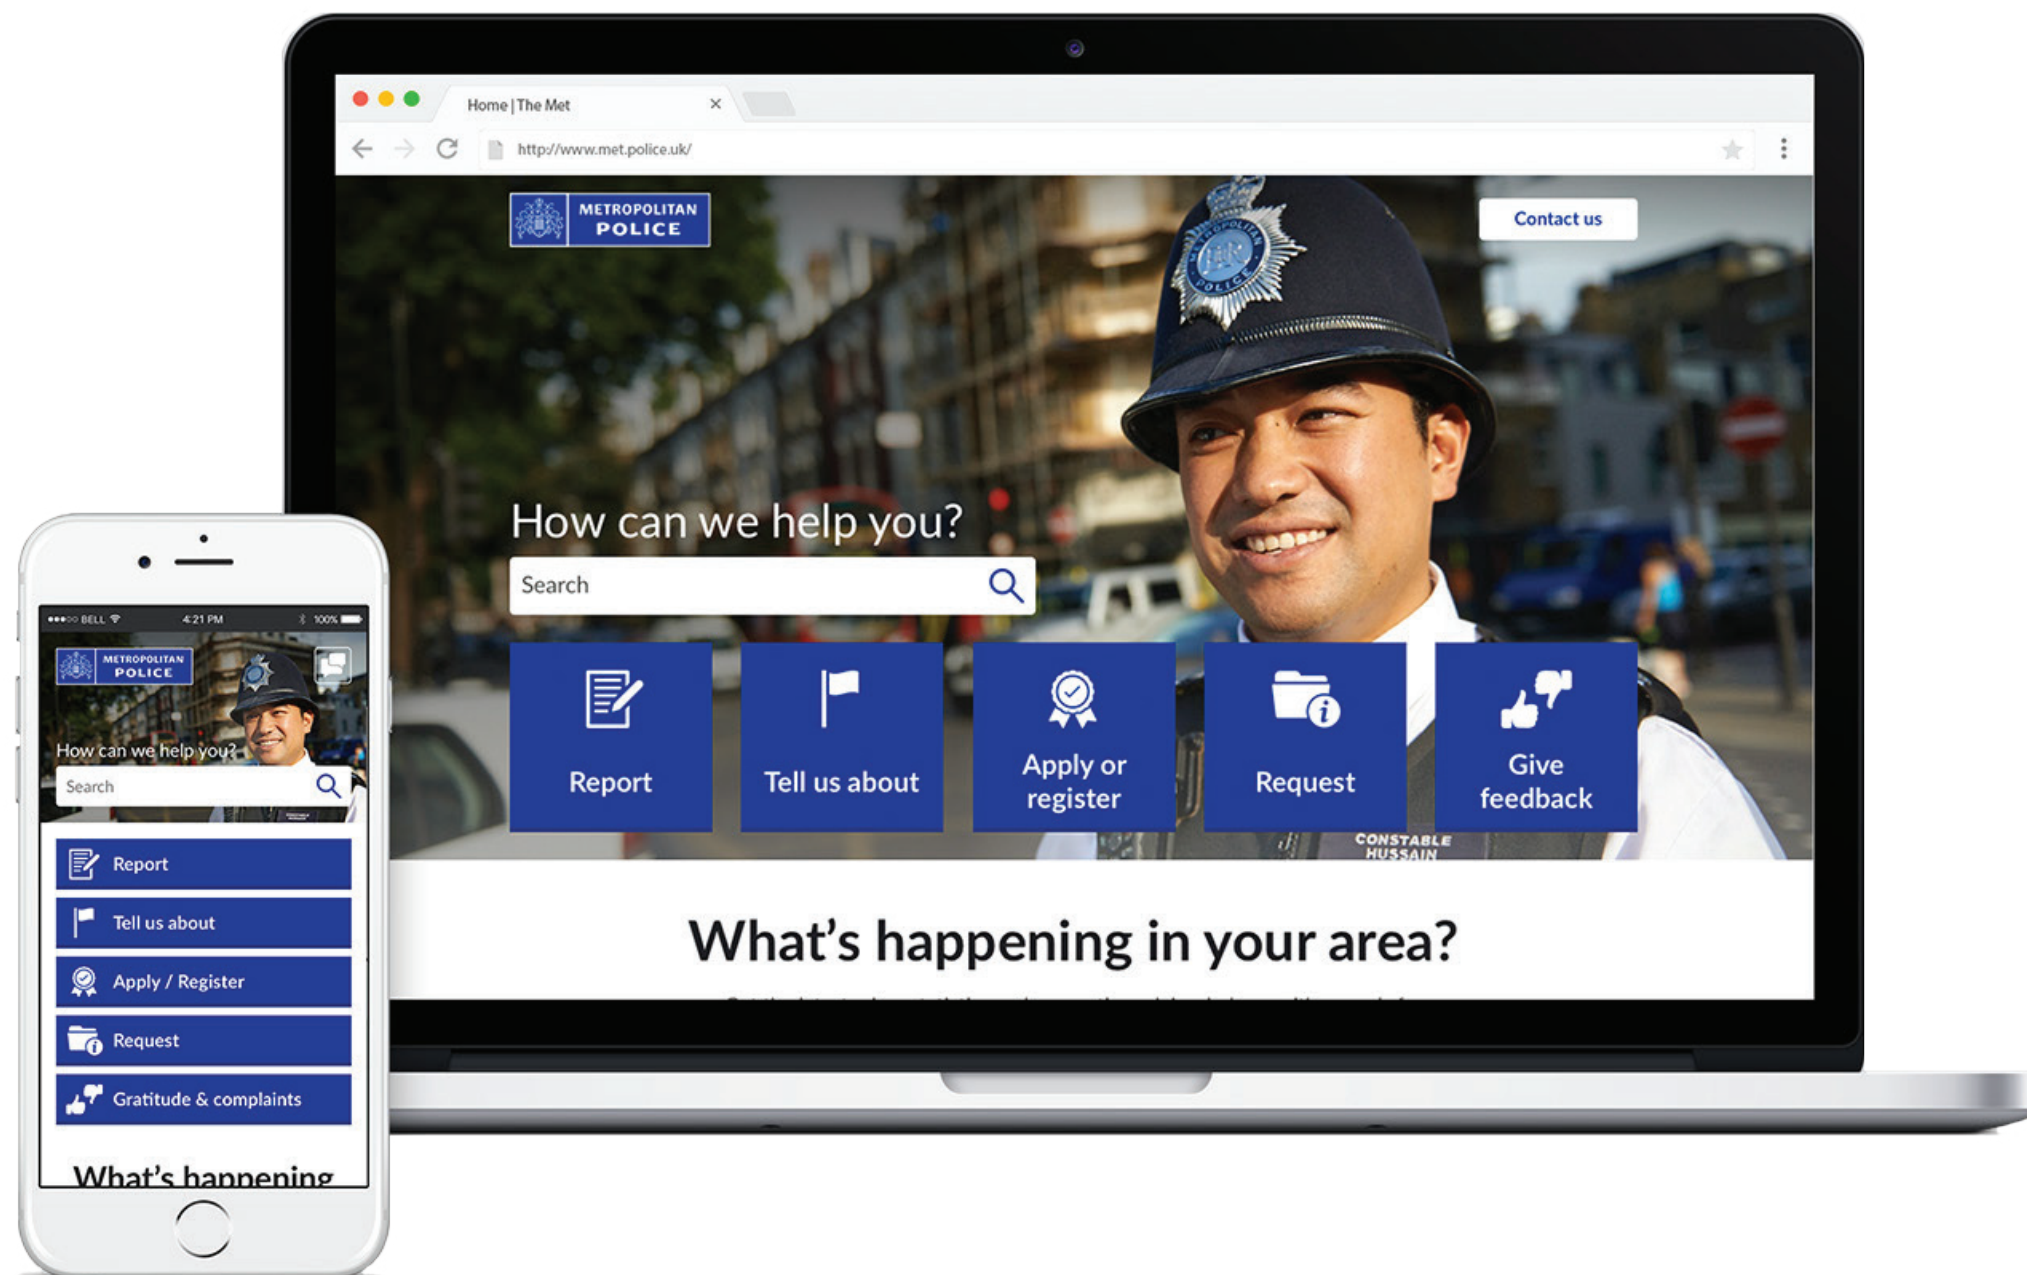 Home | The Met
http://www.met.police.uk/
METROPOLITAN
POLICE
Contact us
METROPOLITAN
POLICE
How can we help you?
Search
Report
Tell us about
Apply or
register
Request
Give
feedback
CONSTABLE
HUSSAIN
What's happening in your area?
BELL
4:21 PM
100%
METROPOLITAN
POLICE
How can we help you?
Search
Report
Tell us about
Apply / Register
Request
Gratitude & complaints
What's happening